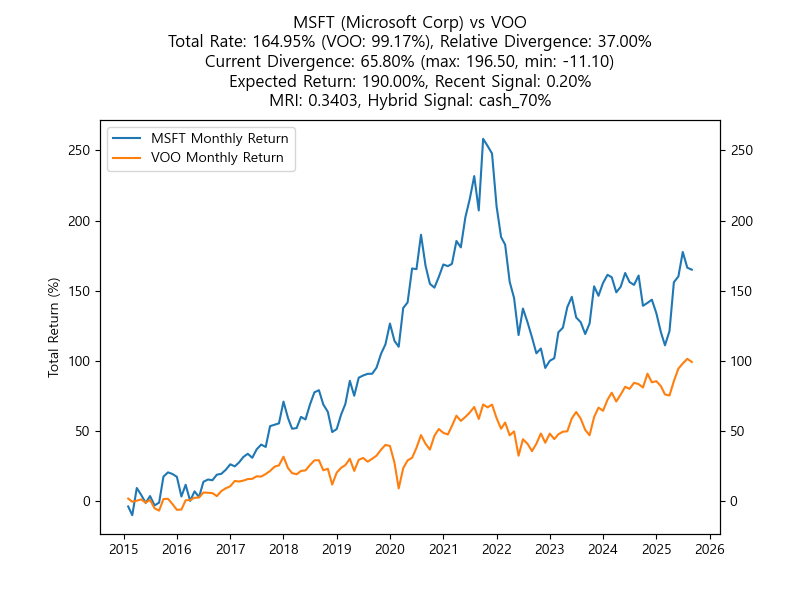 MSFT (Microsoft Corp) vs VOO
Total Rate: 164.95% (VOO: 99.17%), Relative Divergence: 37.00%
Current Divergence: 65.80% (max: 196.50, min: -11.10)
Expected Return: 190.00%, Recent Signal: 0.20%
MRI: 0.3403, Hybrid Signal: cash_70%
MSFT Monthly Return
VOO Monthly Return
Total Return (%)
250
200
150
100
50
0
250
200
150
100
50
0
2015 2016 2017 2018 2019 2020 2021 2022 2023 2024 2025 2026